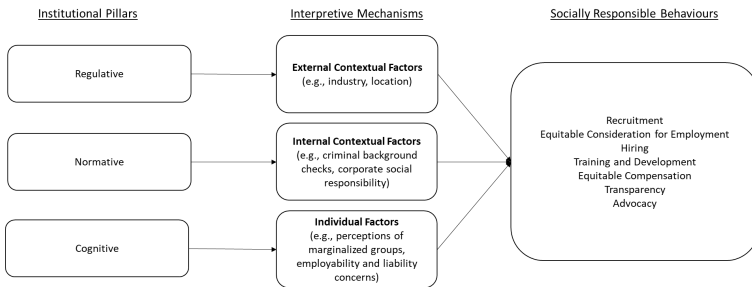 Institutional Pillars
Interpretive Mechanisms
Socially Responsible Behaviours
Regulative
External Contextual Factors
(e.g., industry, location)
Normative
Internal Contextual Factors
(e.g., criminal background
checks, corporate social
responsibility)
Cognitive
Individual Factors
(e.g., perceptions of
marginalized groups,
employability and liability
concerns)
Recruitment
Equitable Consideration for Employment
Hiring
Training and Development
Equitable Compensation
Transparency
Advocacy